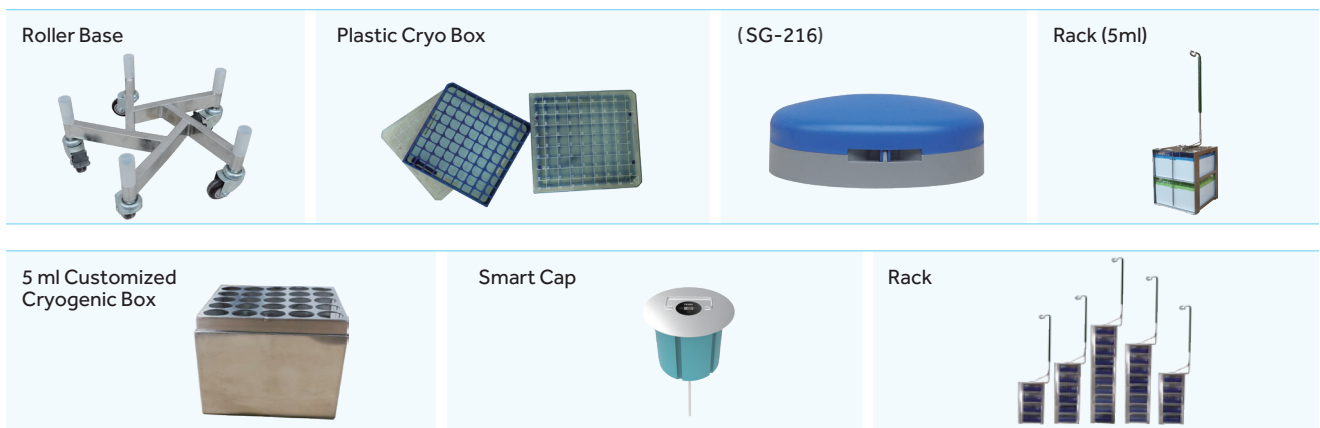 Roller Base
Plastic Cryo Box
(SG-216)
Rack (5ml)
5 ml Customized
Cryogenic Box
Smart Cap
Rack